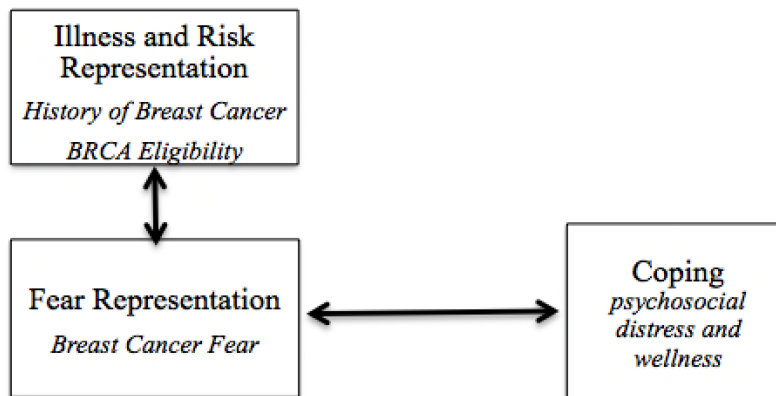 Illness and Risk
Representation
History of Breast Cancer
BRCA Eligibility
Fear Representation
Breast Cancer Fear
Coping
psychosocial
distress and
wellness